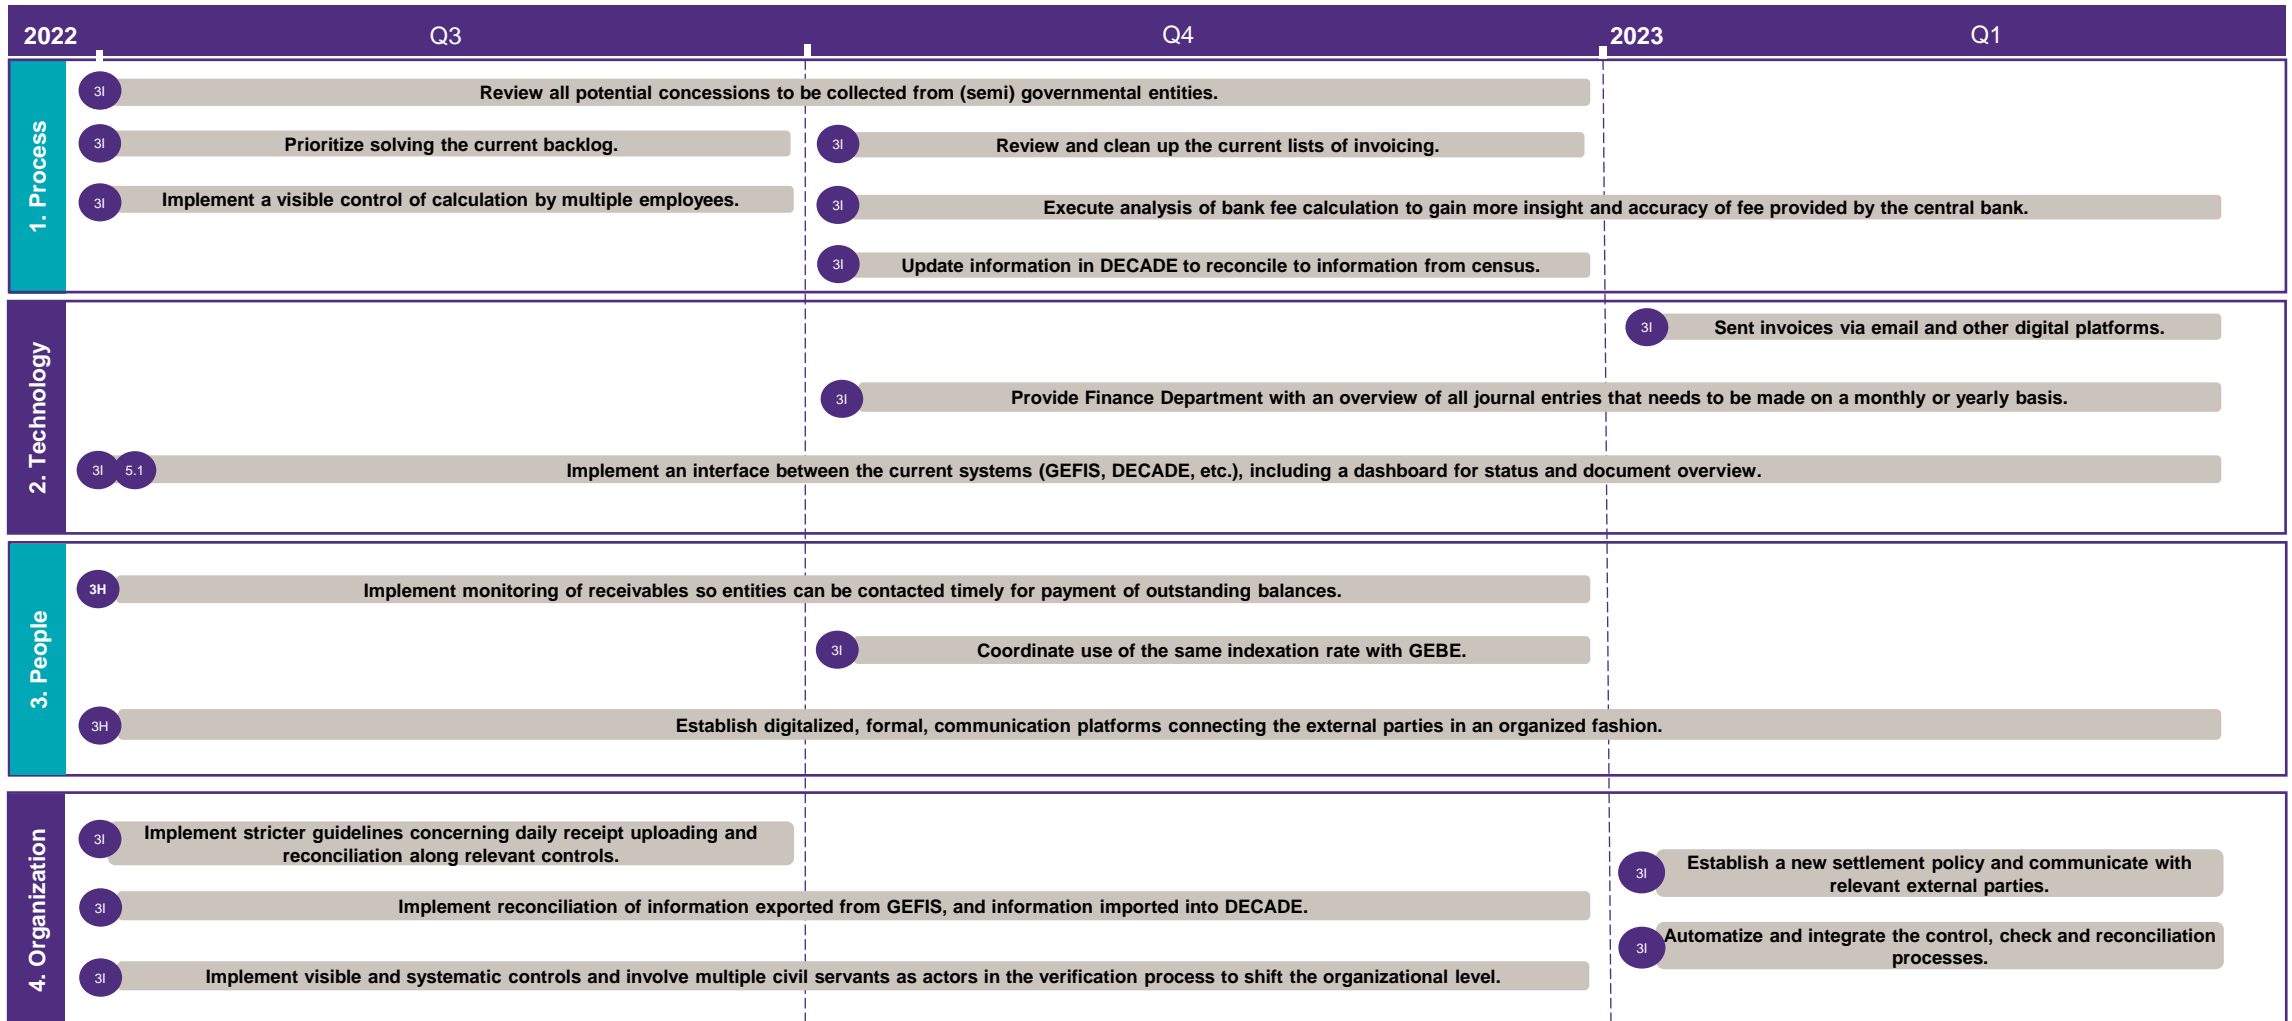 2022
Q3
Q4
2023
Q1
1. Process
3I
Review all potential concessions to be collected from (semi) governmental entities.
3I
Prioritize solving the current backlog.
3I
Review and clean up the current lists of invoicing.
3I
Implement a visible control of calculation by multiple employees.
3I
Execute analysis of bank fee calculation to gain more insight and accuracy of fee provided by the central bank.
3I
Update information in DECADE to reconcile to information from census.
2. Technology
3I
Sent invoices via email and other digital platforms.
3I
Provide Finance Department with an overview of all journal entries that needs to be made on a monthly or yearly basis.
3I
5.1
Implement an interface between the current systems (GEFIS, DECADE, etc.), including a dashboard for status and document overview.
3. People
3H
Implement monitoring of receivables so entities can be contacted timely for payment of outstanding balances.
3I
Coordinate use of the same indexation rate with GEBE.
3H
Establish digitalized, formal, communication platforms connecting the external parties in an organized fashion.
4. Organization
3I
Implement stricter guidelines concerning daily receipt uploading and
reconciliation along relevant controls.
3I
Establish a new settlement policy and communicate with
relevant external parties.
3I
Implement reconciliation of information exported from GEFIS, and information imported into DECADE.
3I
Automatize and integrate the control, check and reconciliation
processes.
3I
Implement visible and systematic controls and involve multiple civil servants as actors in the verification process to shift the organizational level.